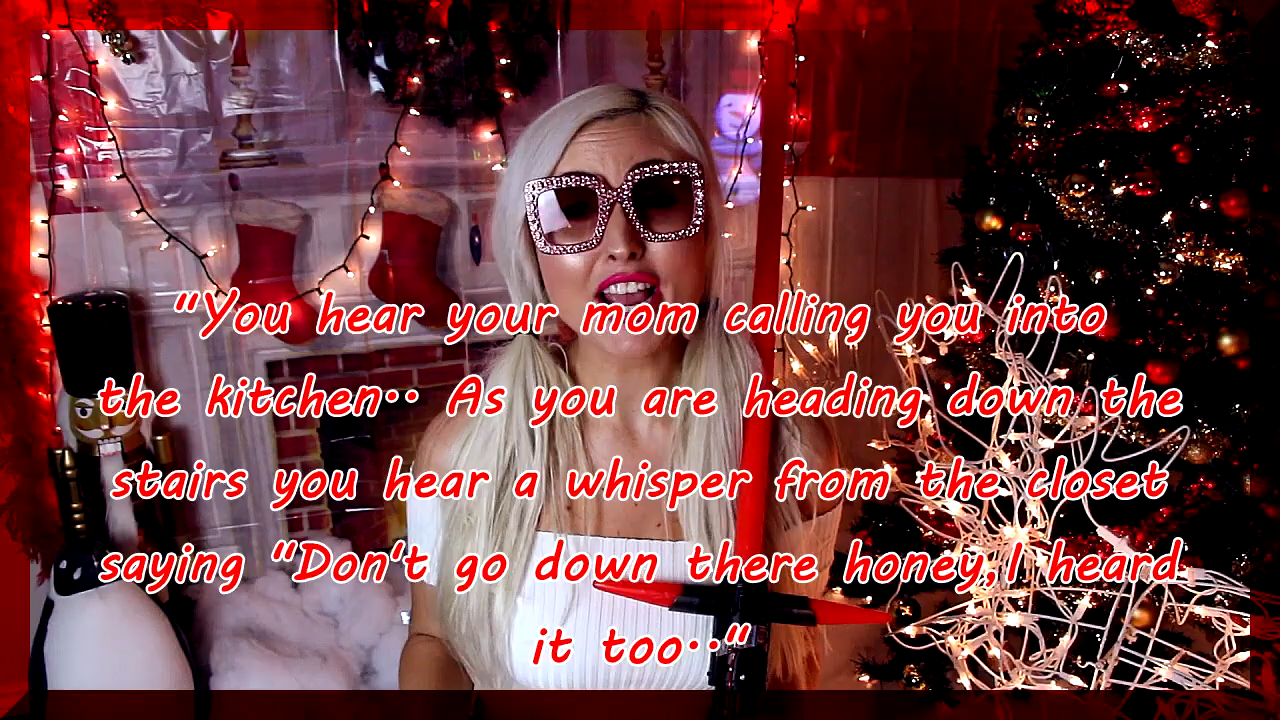 “You hear your mom calling you into
the kitchen.. As you are heading down the
stairs you hear a whisper from the closet
saying “Don't go down there honey,I heard
it too..“